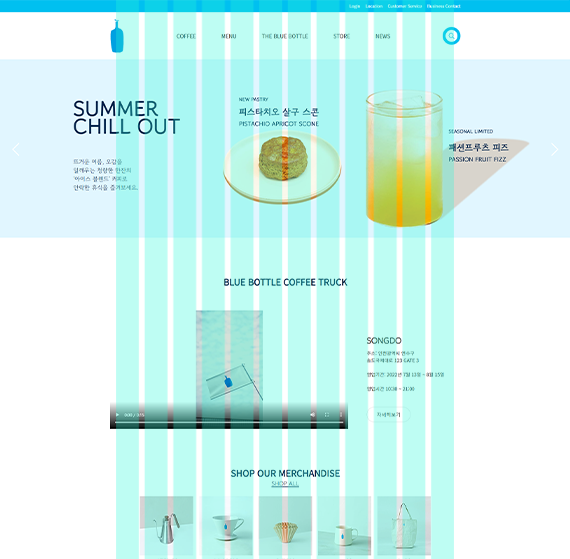 Login Location Customer Service Business Contact
COFFEE MENU THE BLUE BOTTLE STORE NEWS
SUMMER
CHILL OUT
뜨거운 여름, 오감을
일깨우는 청량한 한잔의
'아이스 블렌드' 커피로
안락한 휴식을 즐겨보세요.
NEW PASTRY
피스타치오 살구 스콘
PISTACHIO APRICOT SCONE
SEASONAL LIMITED
패션프루츠 피즈
PASSION FRUIT FIZZ
BLUE BOTTLE COFFEE TRUCK
SONGDO
주소: 인천광역시 연수구
송도국제대로 123 GATE 3
영업기간: 2022년 7월 13일 ~ 8월 15일
영업시간 10:30 ~ 21:00
자세히보기
SHOP OUR MERCHANDISE
SHOP ALL